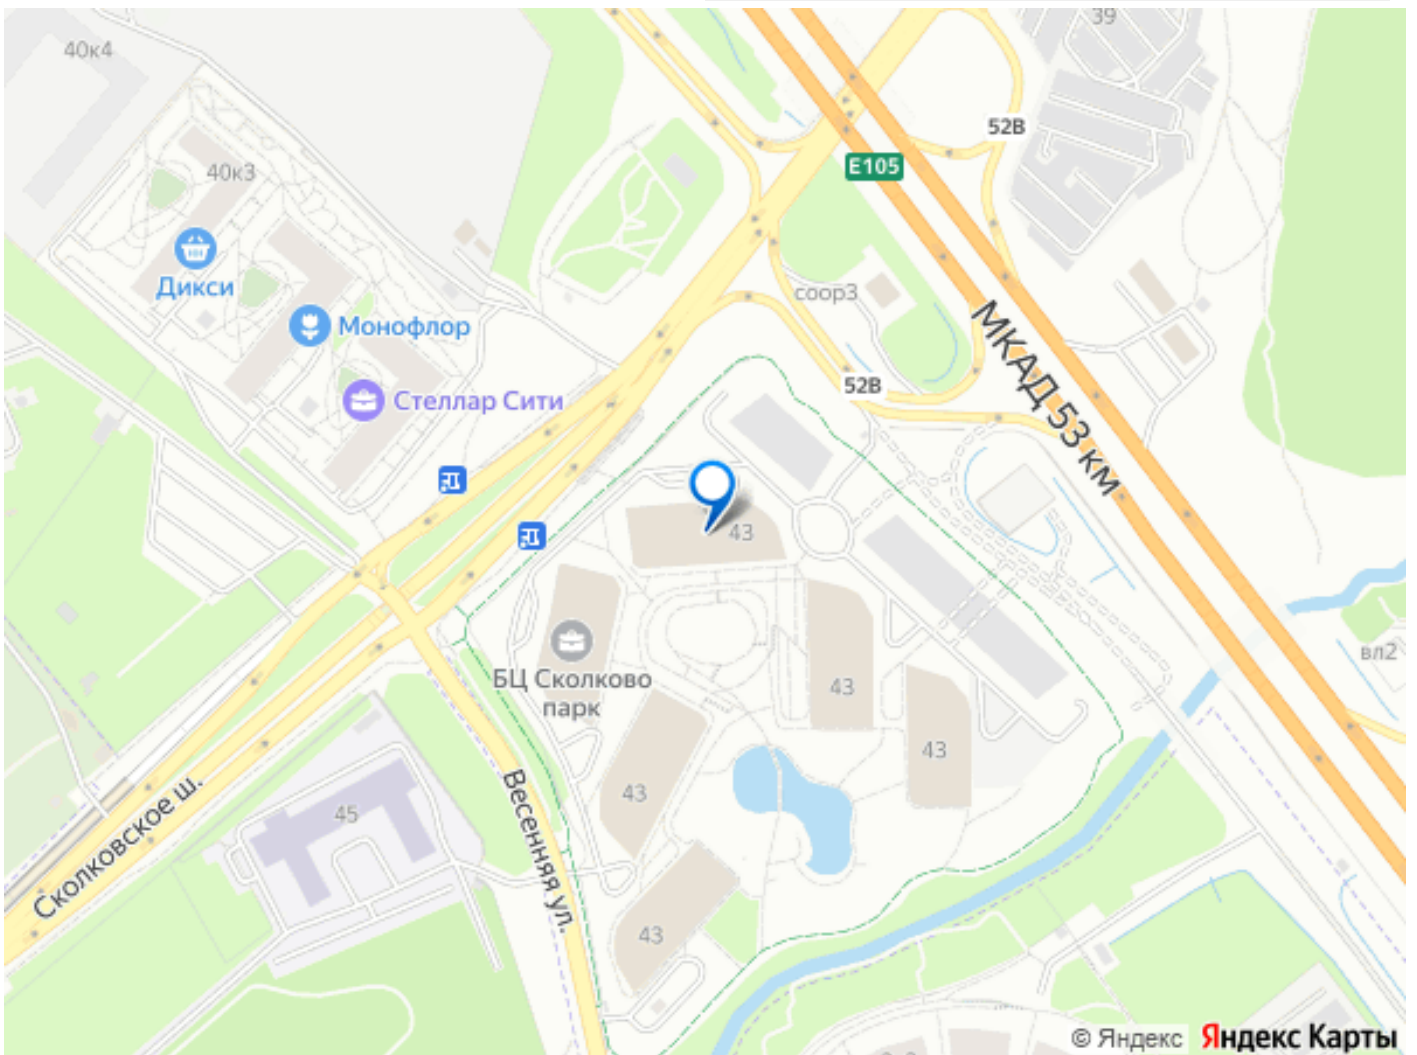 39
40к4
52В
E105
40к3
Дикси
соор3
Монофлор
МКАД 53 км
52В
Стеллар Сити
43
вл2
БЦ Сколково
парк
43
43
43
45
Сколковское ш.
Весенняя ул.
43
© Яндекс Яндекс Карты